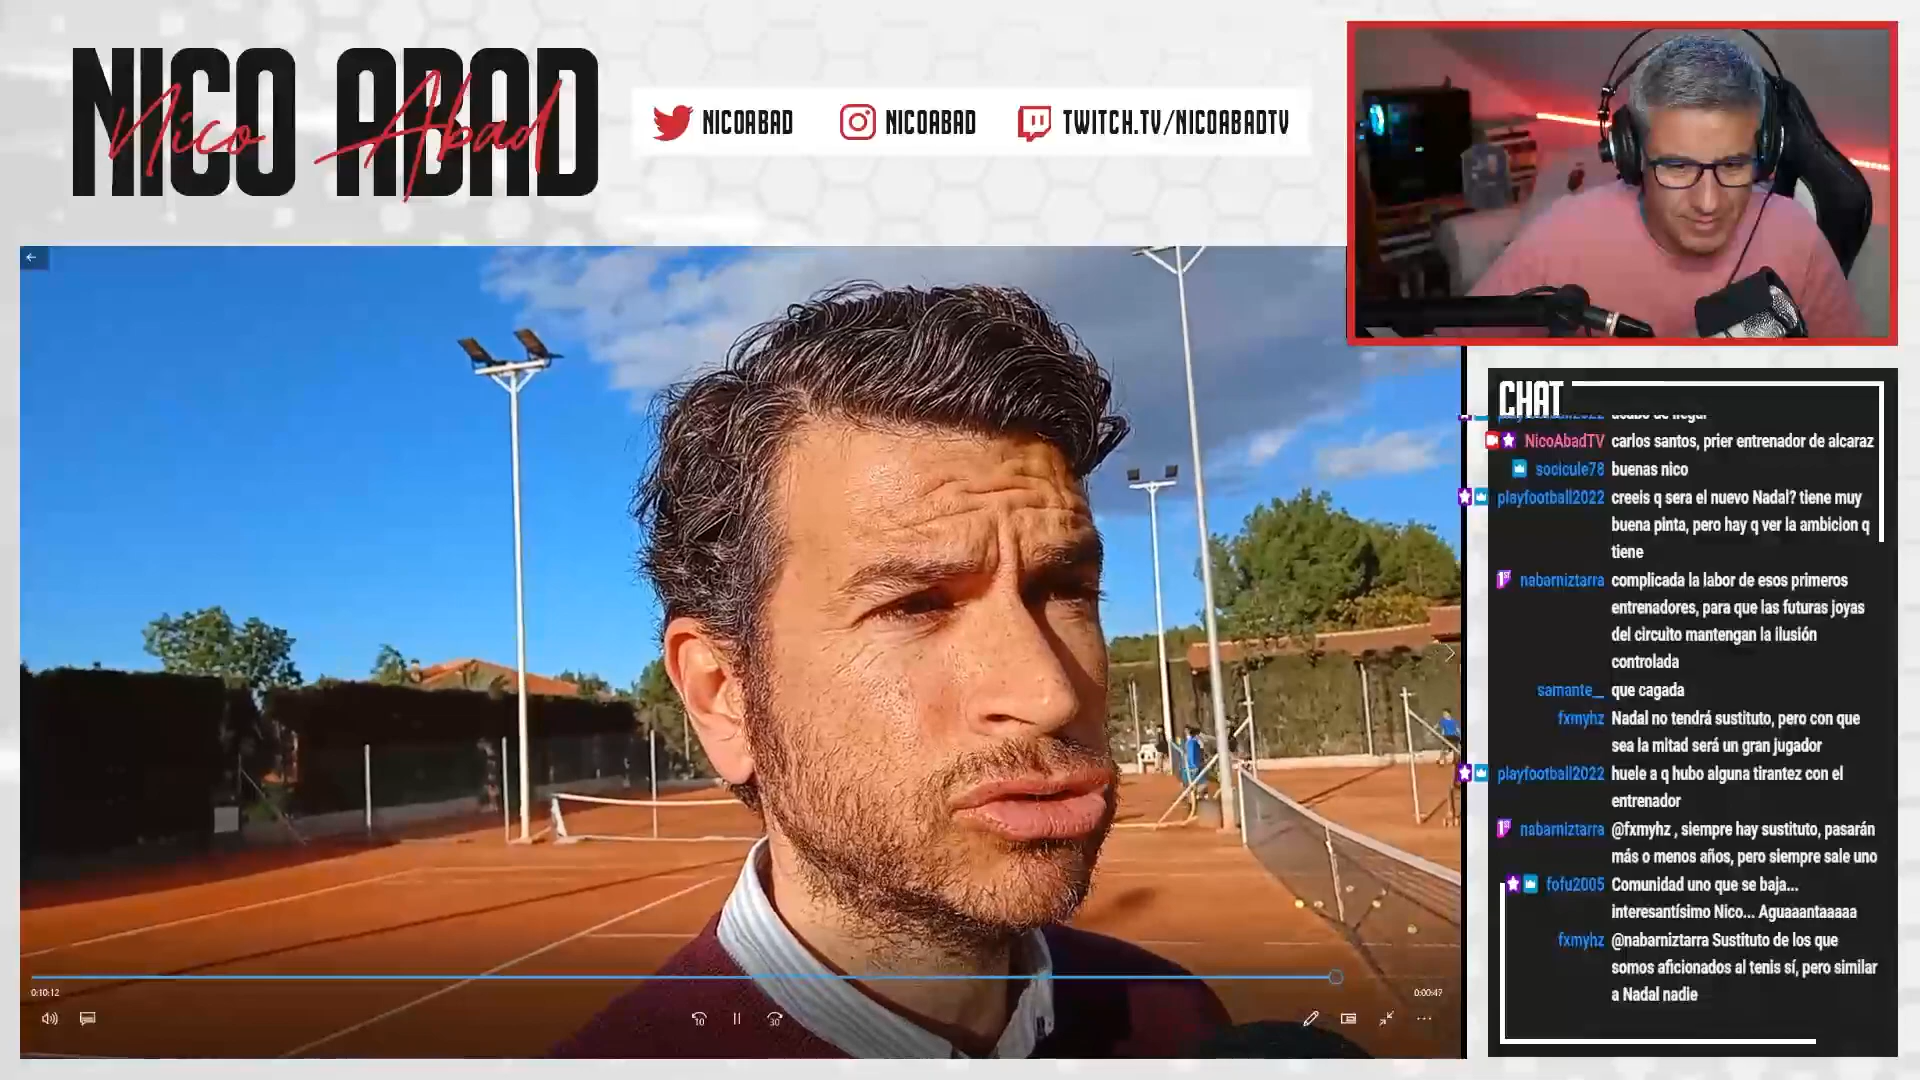 NICO ABAD
Nico Abad
NICOABAD
NICOABAD
TWITCH.TV/NICOABADTV
CHAT
NicoAbadTV carlos santos, prier entrenador de alcaraz
socicule78 buenas nico
playfootball2022 creeis q sera el nuevo Nadal? tiene muy
buena pinta, pero hay q ver la ambicion q
tiene
nabarniztarra complicada la labor de esos primeros
entrenadores, para que las futuras joyas
del circuito mantengan la ilusión
controlada
samante__ que cagada
fxmyhz Nadal no tendrá sustituto, pero con que
sea la mitad será un gran jugador
playfootball2022 huele a q hubo alguna tirantez con el
entrenador
nabarniztarra @fxmyhz , siempre hay sustituto, pasarán
más o menos años, pero siempre sale uno
fofu2005 Comunidad uno que se baja...
interesantísimo Nico... Aguaaantaaaaa
fxmyhz @nabarniztarra Sustituto de los que
somos aficionados al tenis sí, pero similar
a Nadal nadie
0:10:12
0:00:47
10
30